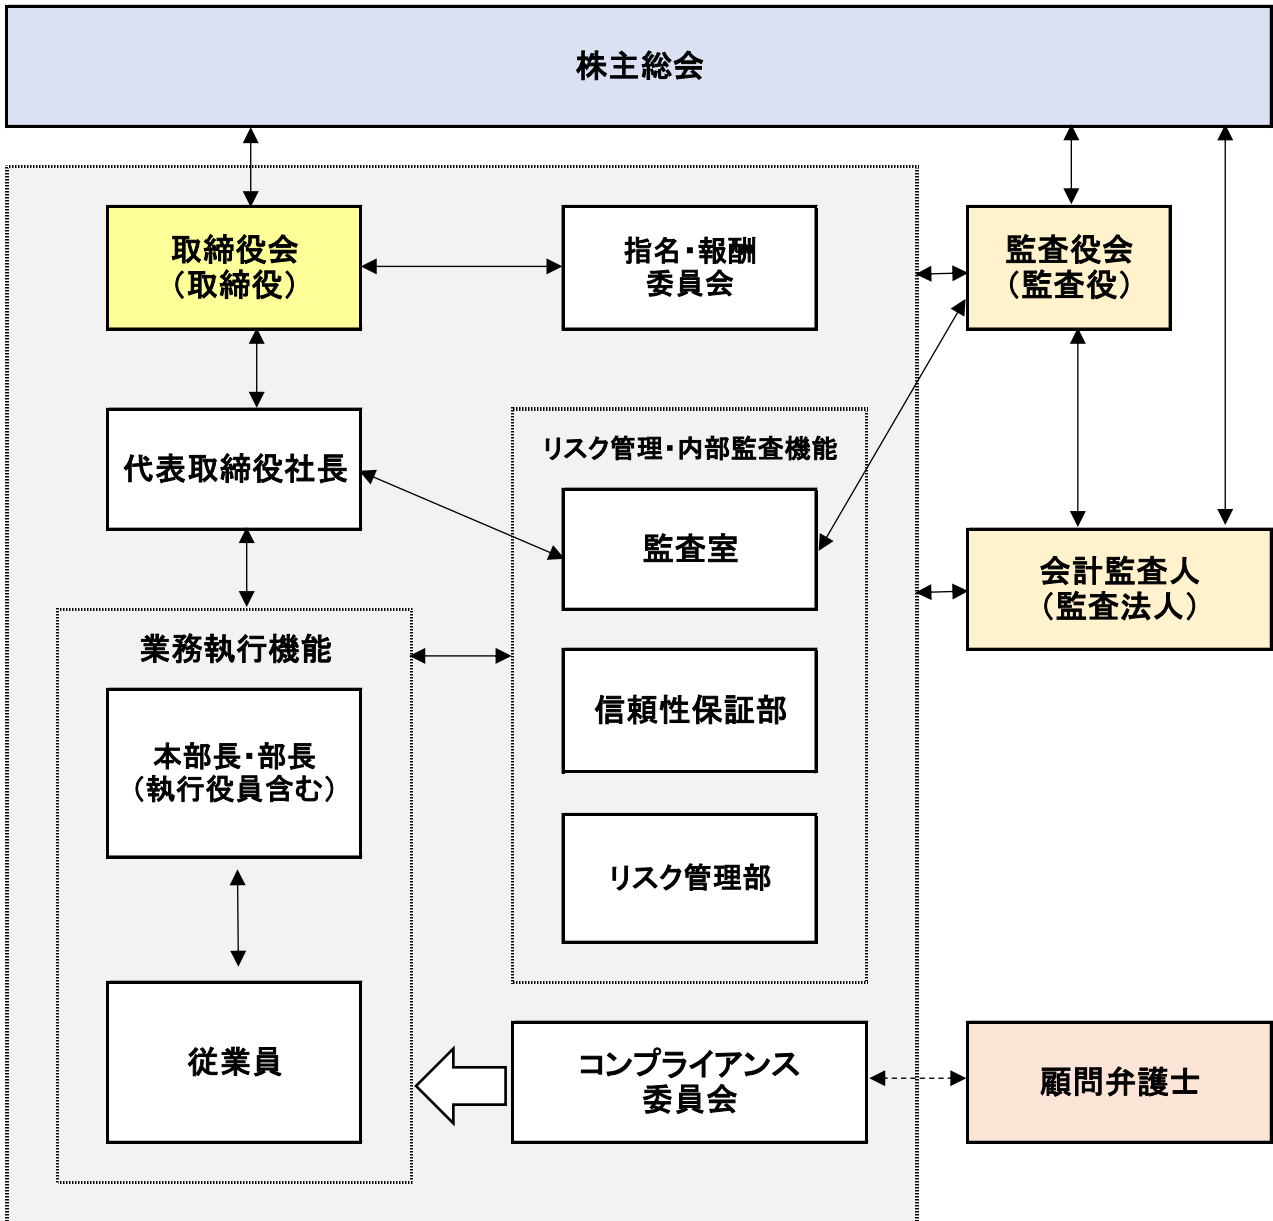 株主総会
取締役会
（取締役）
指名・報酬
委員会
監査役会
（監査役）
代表取締役社長
リスク管理・内部監査機能
監査室
会計監査人
（監査法人）
業務執行機能
信頼性保証部
本部長・部長
（執行役員含む）
リスク管理部
従業員
コンプライアンス
委員会
顧問弁護士